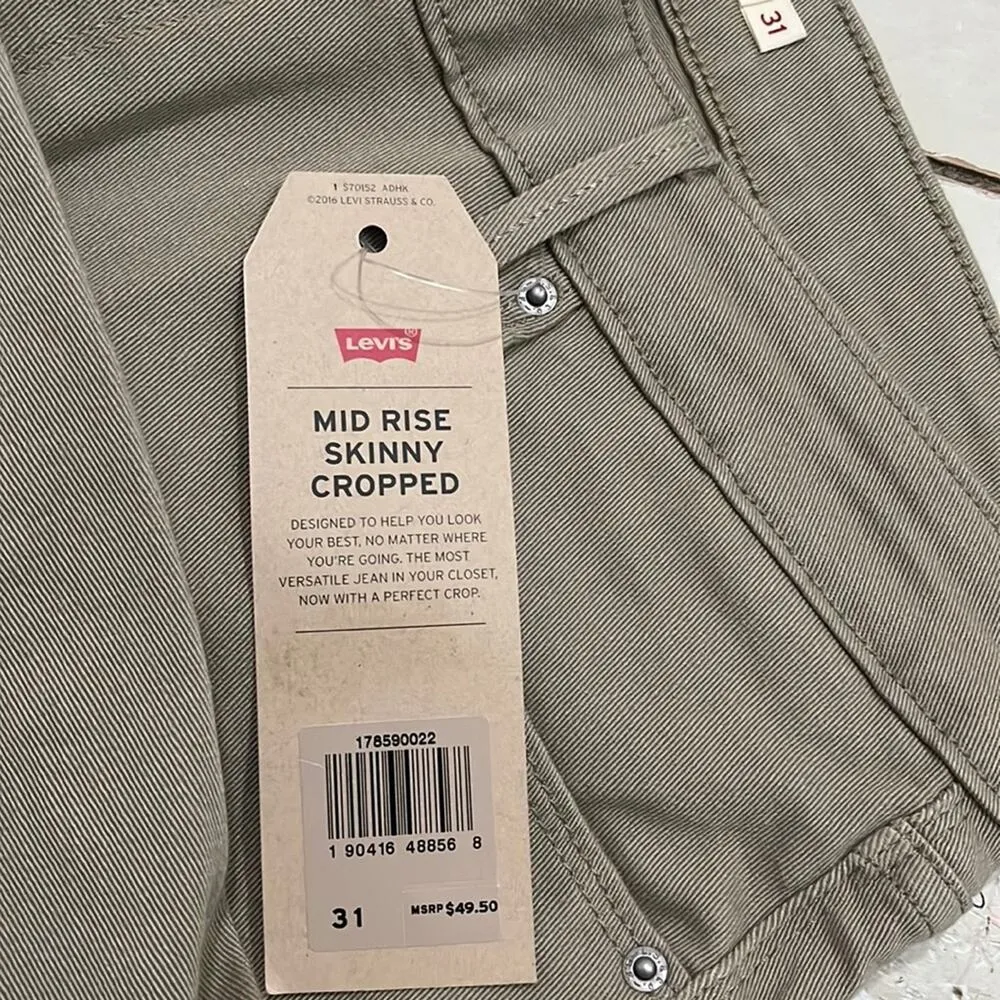 31
1 S70152 ADHK
©2016 LEVI STRAUSS & CO.
Levi's
MID RISE
SKINNY
CROPPED
DESIGNED TO HELP YOU LOOK
YOUR BEST, NO MATTER WHERE
YOU'RE GOING. THE MOST
VERSATILE JEAN IN YOUR CLOSET,
NOW WITH A PERFECT CROP.
178590022
1 90416 48856 8
31 MSRP $49.50